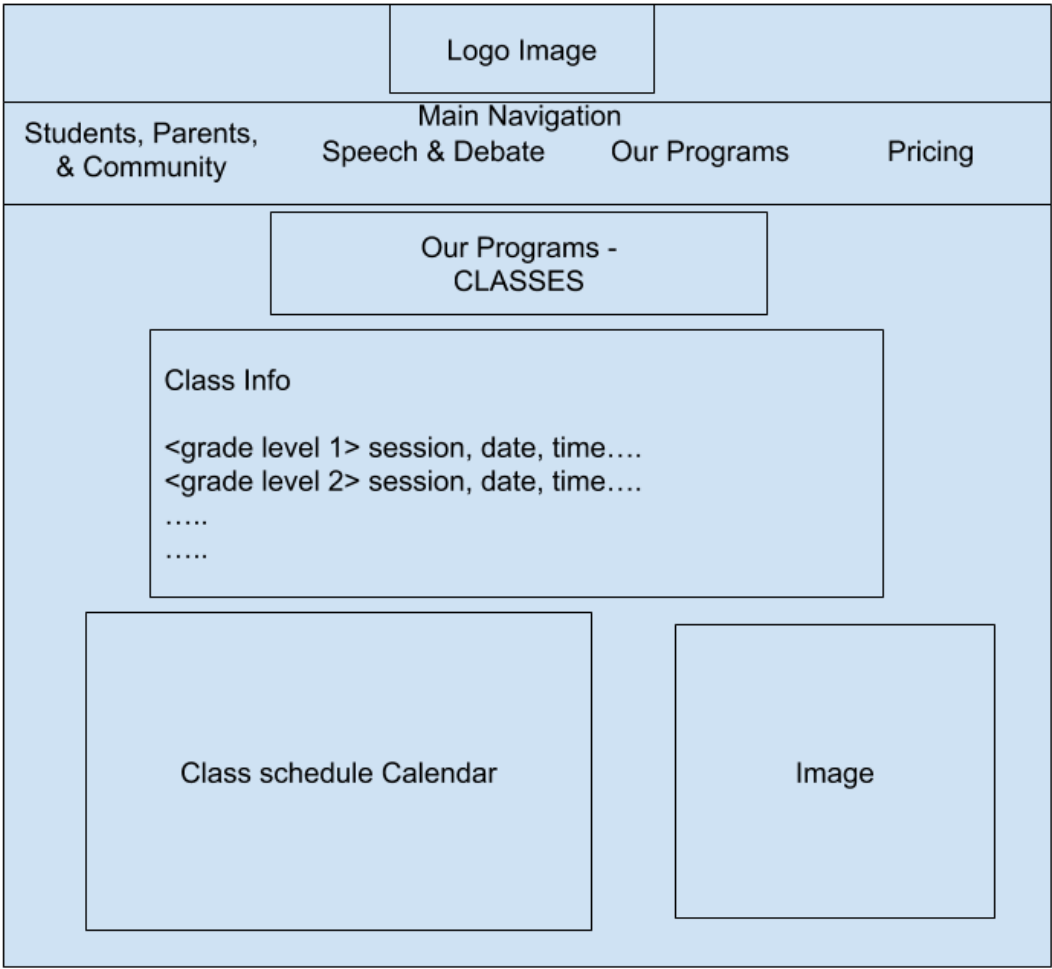 Logo Image
Main Navigation
Students, Parents,
& Community
Speech & Debate
Our Programs
Pricing
Our Programs -
CLASSES
Class Info
<grade level 1> session, date, time….
<grade level 2> session, date, time….
…..
…..
Class schedule Calendar
Image